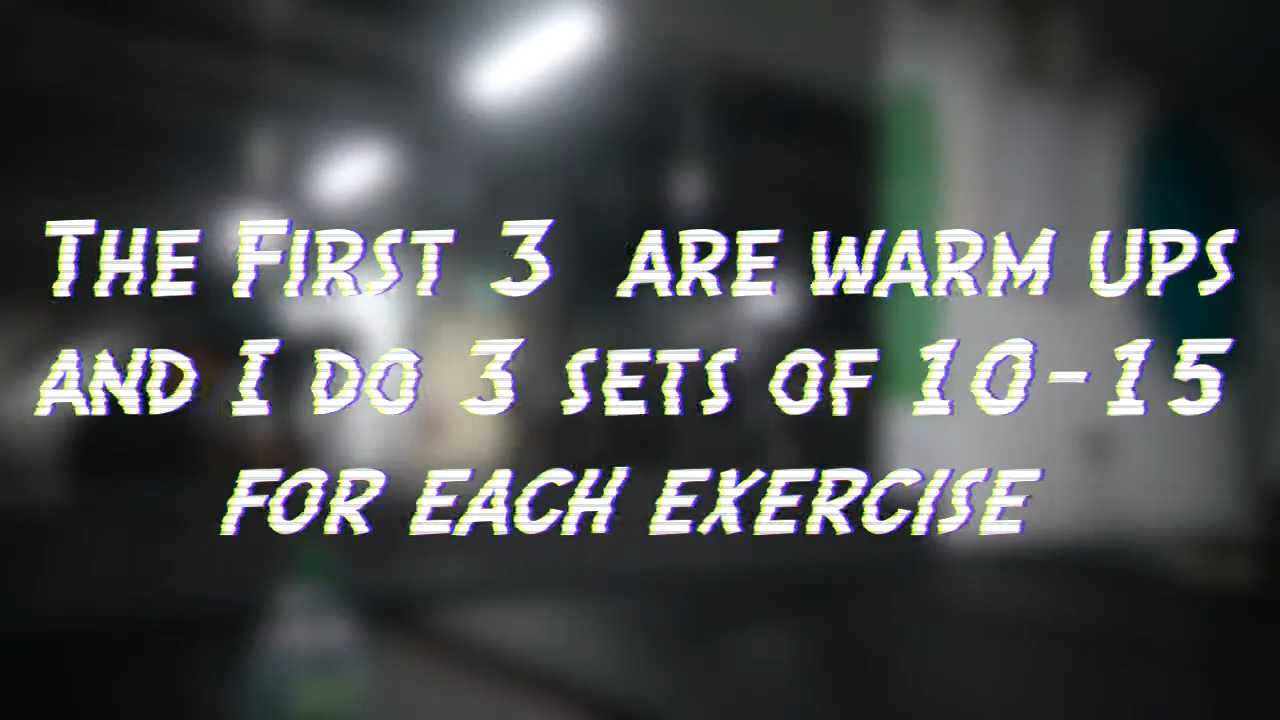 The First 3 are warm ups
and I do 3 sets of 10-15
for each exercise